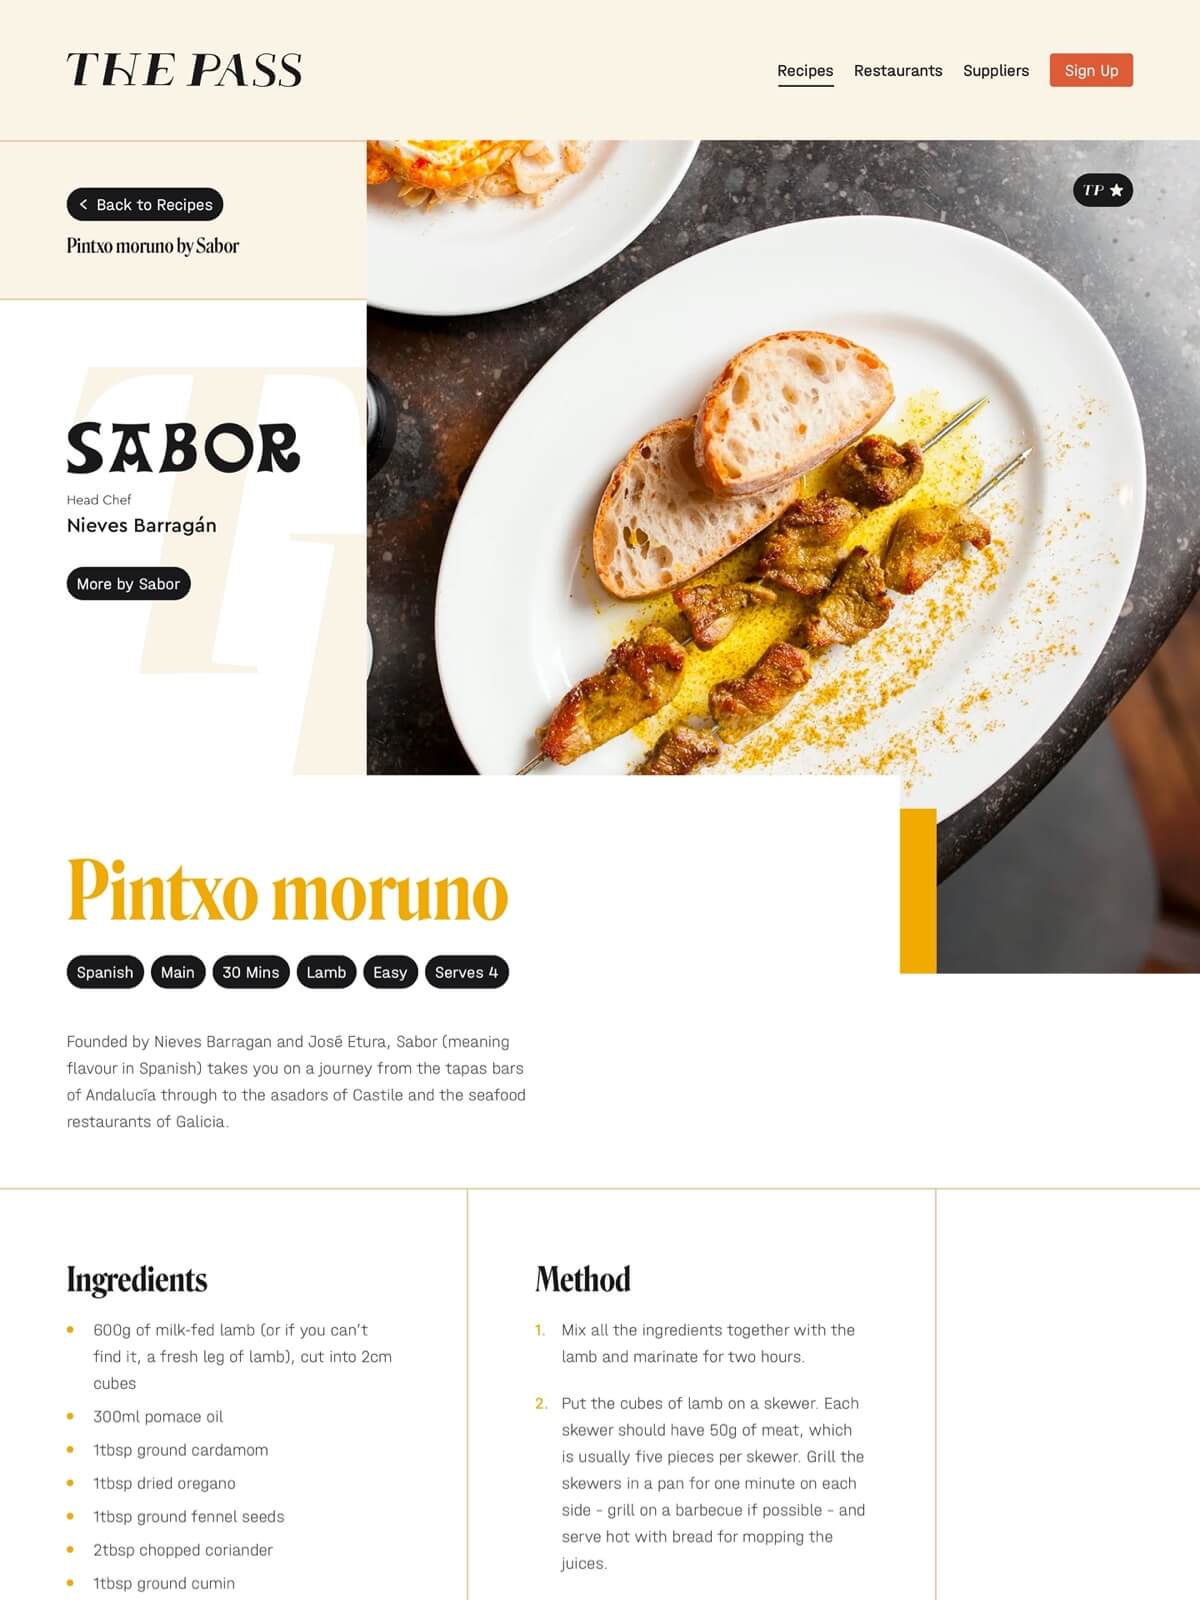 THE PASS
Recipes Restaurants Suppliers Sign Up
Back to Recipes
TP
Pintxo moruno by Sabor
SABOR
Head Chef
Nieves Barragán
More by Sabor
Pintxo moruno
Spanish Main 30 Mins Lamb Easy Serves 4
Founded by Nieves Barragan and José Etura, Sabor (meaning
flavour in Spanish) takes you on a journey from the tapas bars
of Andalucía through to the asadors of Castile and the seafood
restaurants of Galicia.
Ingredients
600g of milk-fed lamb (or if you can't
find it, a fresh leg of lamb), cut into 2cm
cubes
300ml pomace oil
1tbsp ground cardamom
1tbsp dried oregano
1tbsp ground fennel seeds
2tbsp chopped coriander
1tbsp ground cumin
Method
1. Mix all the ingredients together with the
lamb and marinate for two hours.
2. Put the cubes of lamb on a skewer. Each
skewer should have 50g of meat, which
is usually five pieces per skewer. Grill the
skewers in a pan for one minute on each
side – grill on a barbecue if possible – and
serve hot with bread for mopping the
juices.